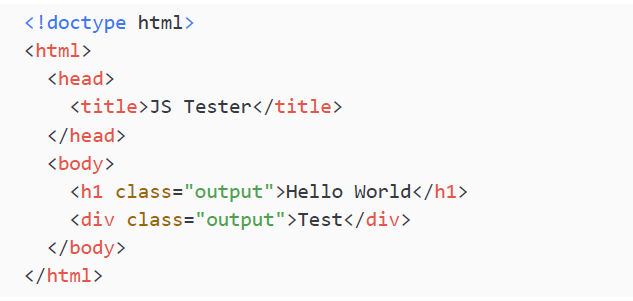 <!doctype html>
<html>
  <head>
    <title>JS Tester</title>
  </head>
  <body>
    <h1 class="output">Hello World</h1>
    <div class="output">Test</div>
  </body>
</html>